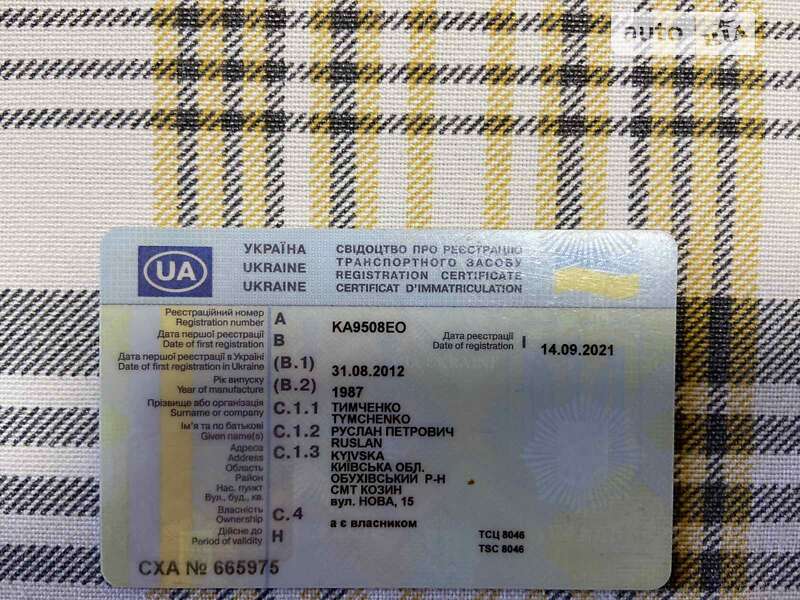 auto RIA
УКРАЇНА СВІДОЦТВО ПРО РЕЄСТРАЦІЮ
ТРАНСПОРТНОГО ЗАСОБУ
UA
UKRAINE REGISTRATION CERTIFICATE
UKRAINE CERTIFICAT D'IMMATRICULATION
Реєстраційний номер
Registration number A KA9508EO
Дата реєстрації
Date of registration I 14.09.2021
Дата першої реєстрації
Date of first registration B
Дата першої реєстрації в Україні
Date of first registration in Ukraine (B.1) 31.08.2012
Рік випуску
Year of manufacture (B.2) 1987
Прізвище або організація
Surname or company C.1.1 ТИМЧЕНКО
TYMCHENKO
Ім'я та по батькові
Given name(s) C.1.2 РУСЛАН ПЕТРОВИЧ
RUSLAN
Адреса
Address C.1.3 KYIVSKA
Область КИЇВСЬКА ОБЛ.
Район ОБУХІВСЬКИЙ Р-Н
Нас. пункт СМТ КОЗИН
Вул., буд., кв. вул. НОВА, 15
Власність
Ownership C.4 а є власником
Дійсне до
Period of validity H
ТСЦ 8046
TSC 8046
СХА № 665975